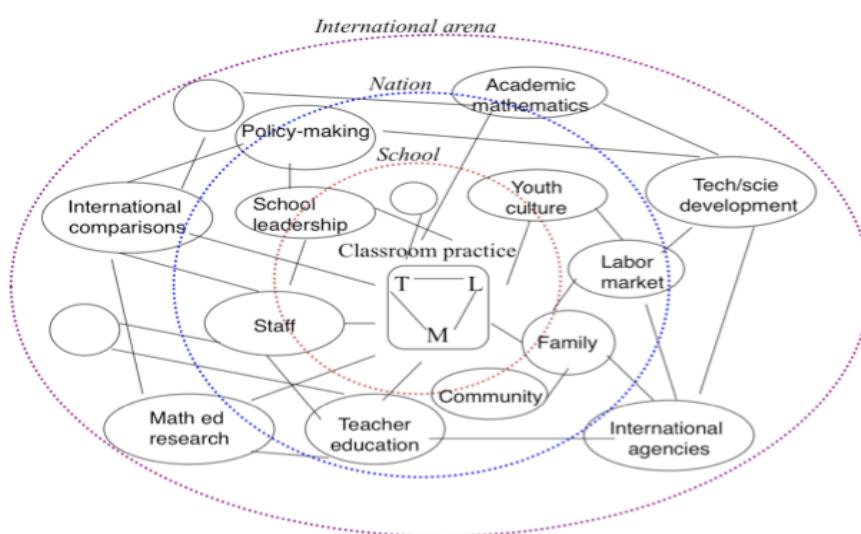 International arena
Nation
Academic
mathematics
Policy-making
School
Tech/scie
development
Youth
culture
International
comparisons
School
leadership
Classroom practice
Labor
market
T L
M
Staff
Family
Community
Math ed
research
Teacher
education
International
agencies